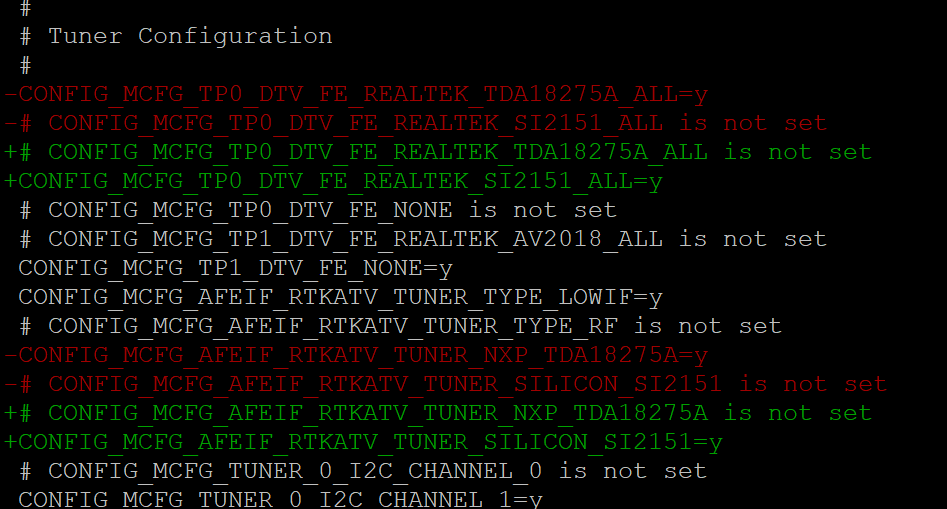 #
# Tuner Configuration
#
-CONFIG_MCFG_TP0_DTV_FE_REALTEK_TDA18275A_ALL=y
-# CONFIG_MCFG_TP0_DTV_FE_REALTEK_SI2151_ALL is not set
+# CONFIG_MCFG_TP0_DTV_FE_REALTEK_TDA18275A_ALL is not set
+CONFIG_MCFG_TP0_DTV_FE_REALTEK_SI2151_ALL=y
# CONFIG_MCFG_TP0_DTV_FE_NONE is not set
# CONFIG_MCFG_TP1_DTV_FE_REALTEK_AV2018_ALL is not set
CONFIG_MCFG_TP1_DTV_FE_NONE=y
CONFIG_MCFG_AFEIF_RTKATV_TUNER_TYPE_LOWIF=y
# CONFIG_MCFG_AFEIF_RTKATV_TUNER_TYPE_RF is not set
-CONFIG_MCFG_AFEIF_RTKATV_TUNER_NXP_TDA18275A=y
-# CONFIG_MCFG_AFEIF_RTKATV_TUNER_SILICON_SI2151 is not set
+# CONFIG_MCFG_AFEIF_RTKATV_TUNER_NXP_TDA18275A is not set
+CONFIG_MCFG_AFEIF_RTKATV_TUNER_SILICON_SI2151=y
# CONFIG_MCFG_TUNER_0_I2C_CHANNEL_0 is not set
CONFIG_MCFG_TUNER_0_I2C_CHANNEL_1=y